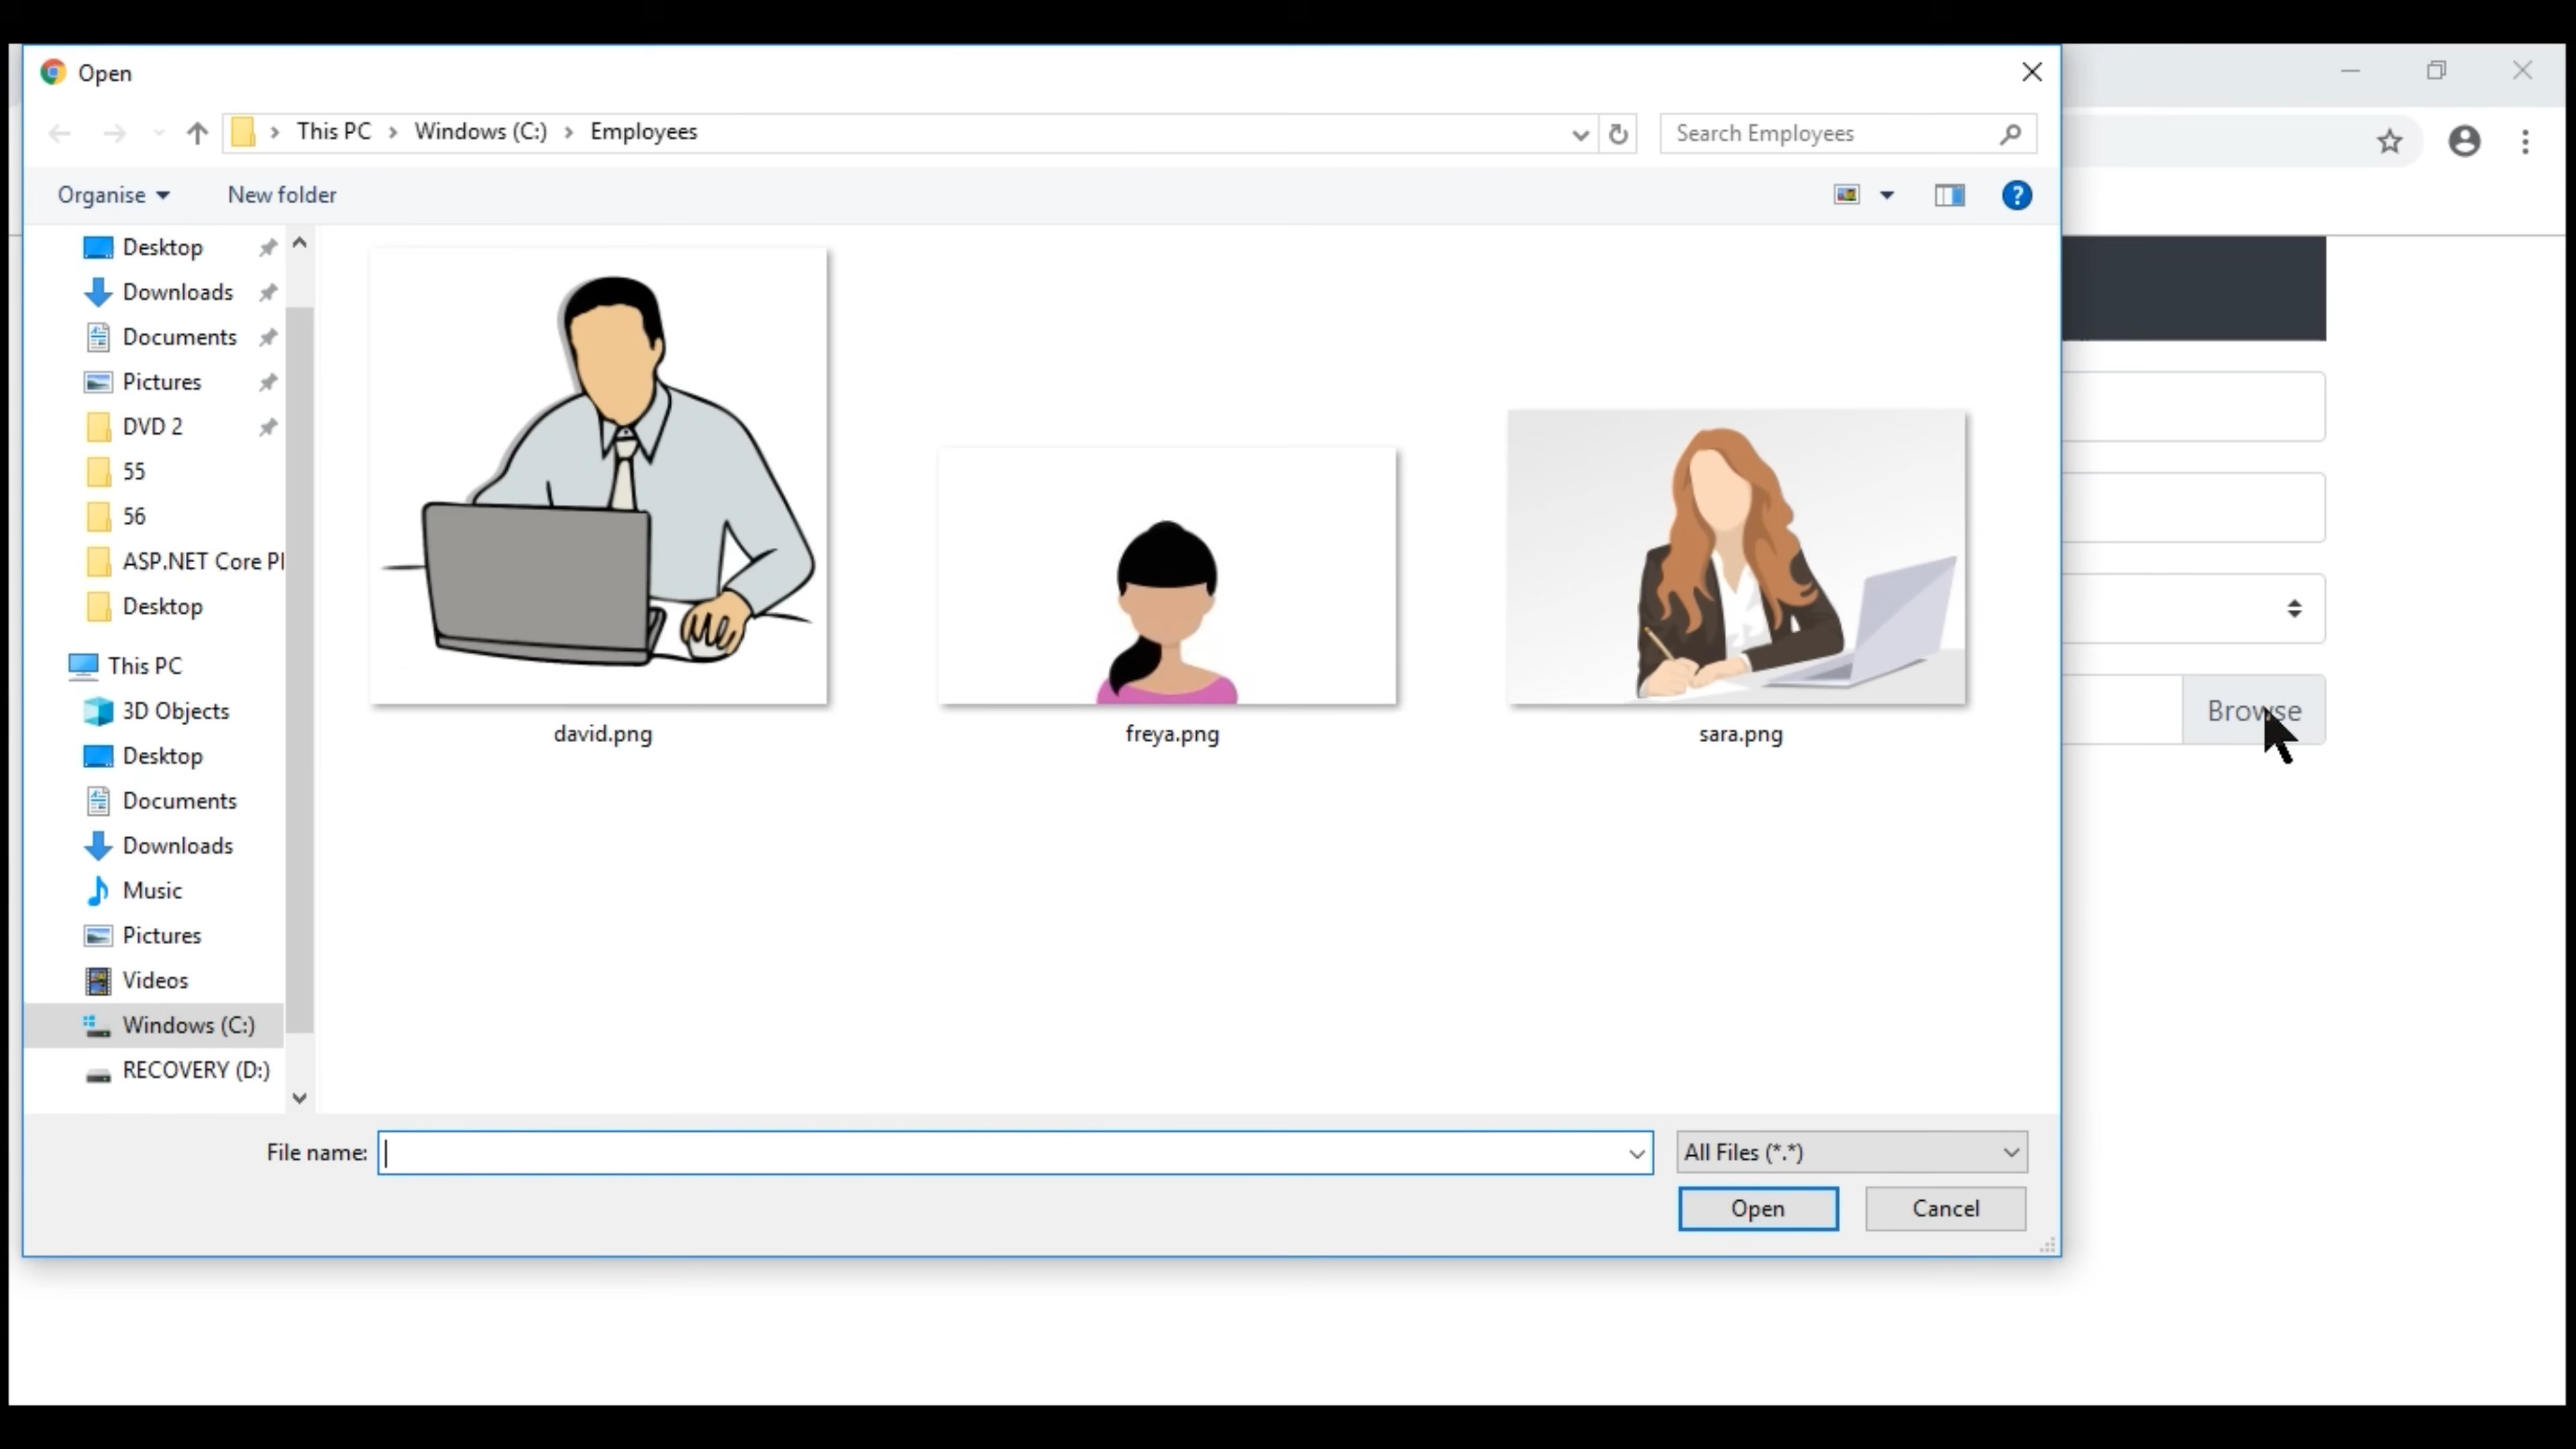 Open
This PC
Windows (C:)
Employees
Search Employees
Organise
New folder
Desktop
Downloads
Documents
Pictures
DVD 2
55
56
ASP.NET Core Pl
Desktop
This PC
3D Objects
Desktop
Documents
Downloads
Music
Pictures
Videos
Windows (C:)
RECOVERY (D:)
david.png
freya.png
sara.png
Browse
File name:
All Files (*.*)
Open
Cancel